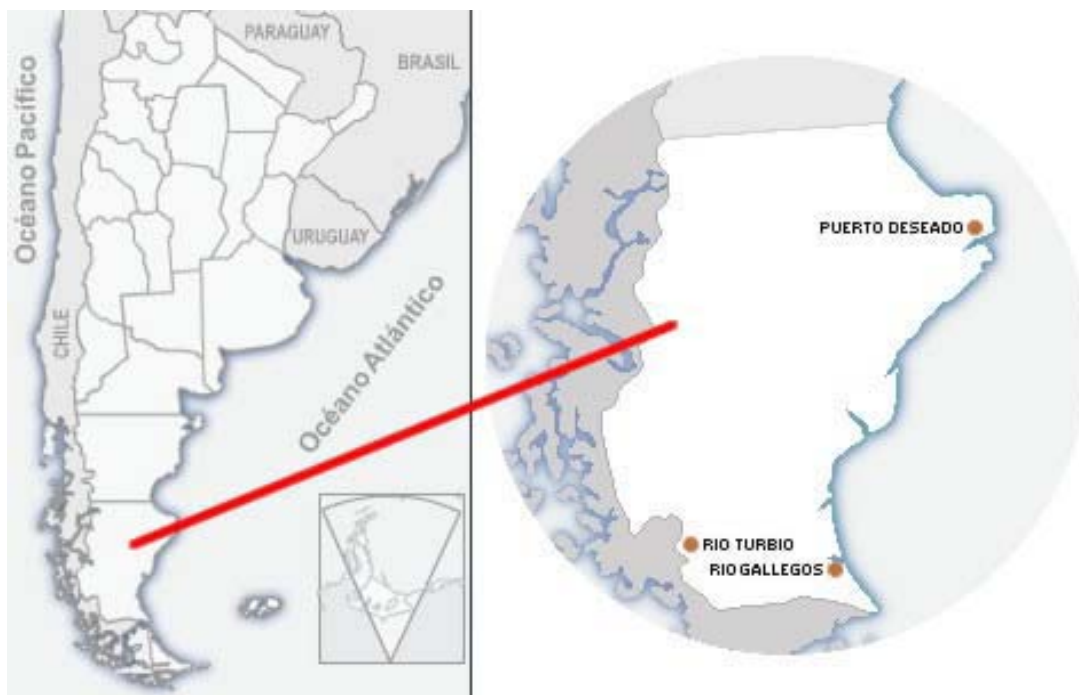 PARAGUAY
BRASIL
Océano Pacífico
URUGUAY
CHILE
Océano Atlántico
PUERTO DESEADO
RIO TURBIO
RIO GALLEGOS